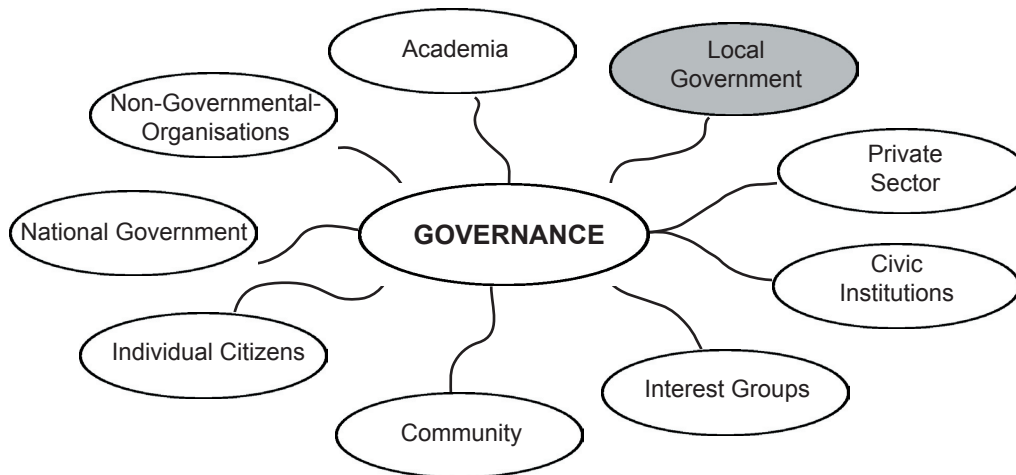 Academia
Local
Government
Non-Governmental-
Organisations
Private
Sector
National Government
GOVERNANCE
Civic
Institutions
Individual Citizens
Interest Groups
Community